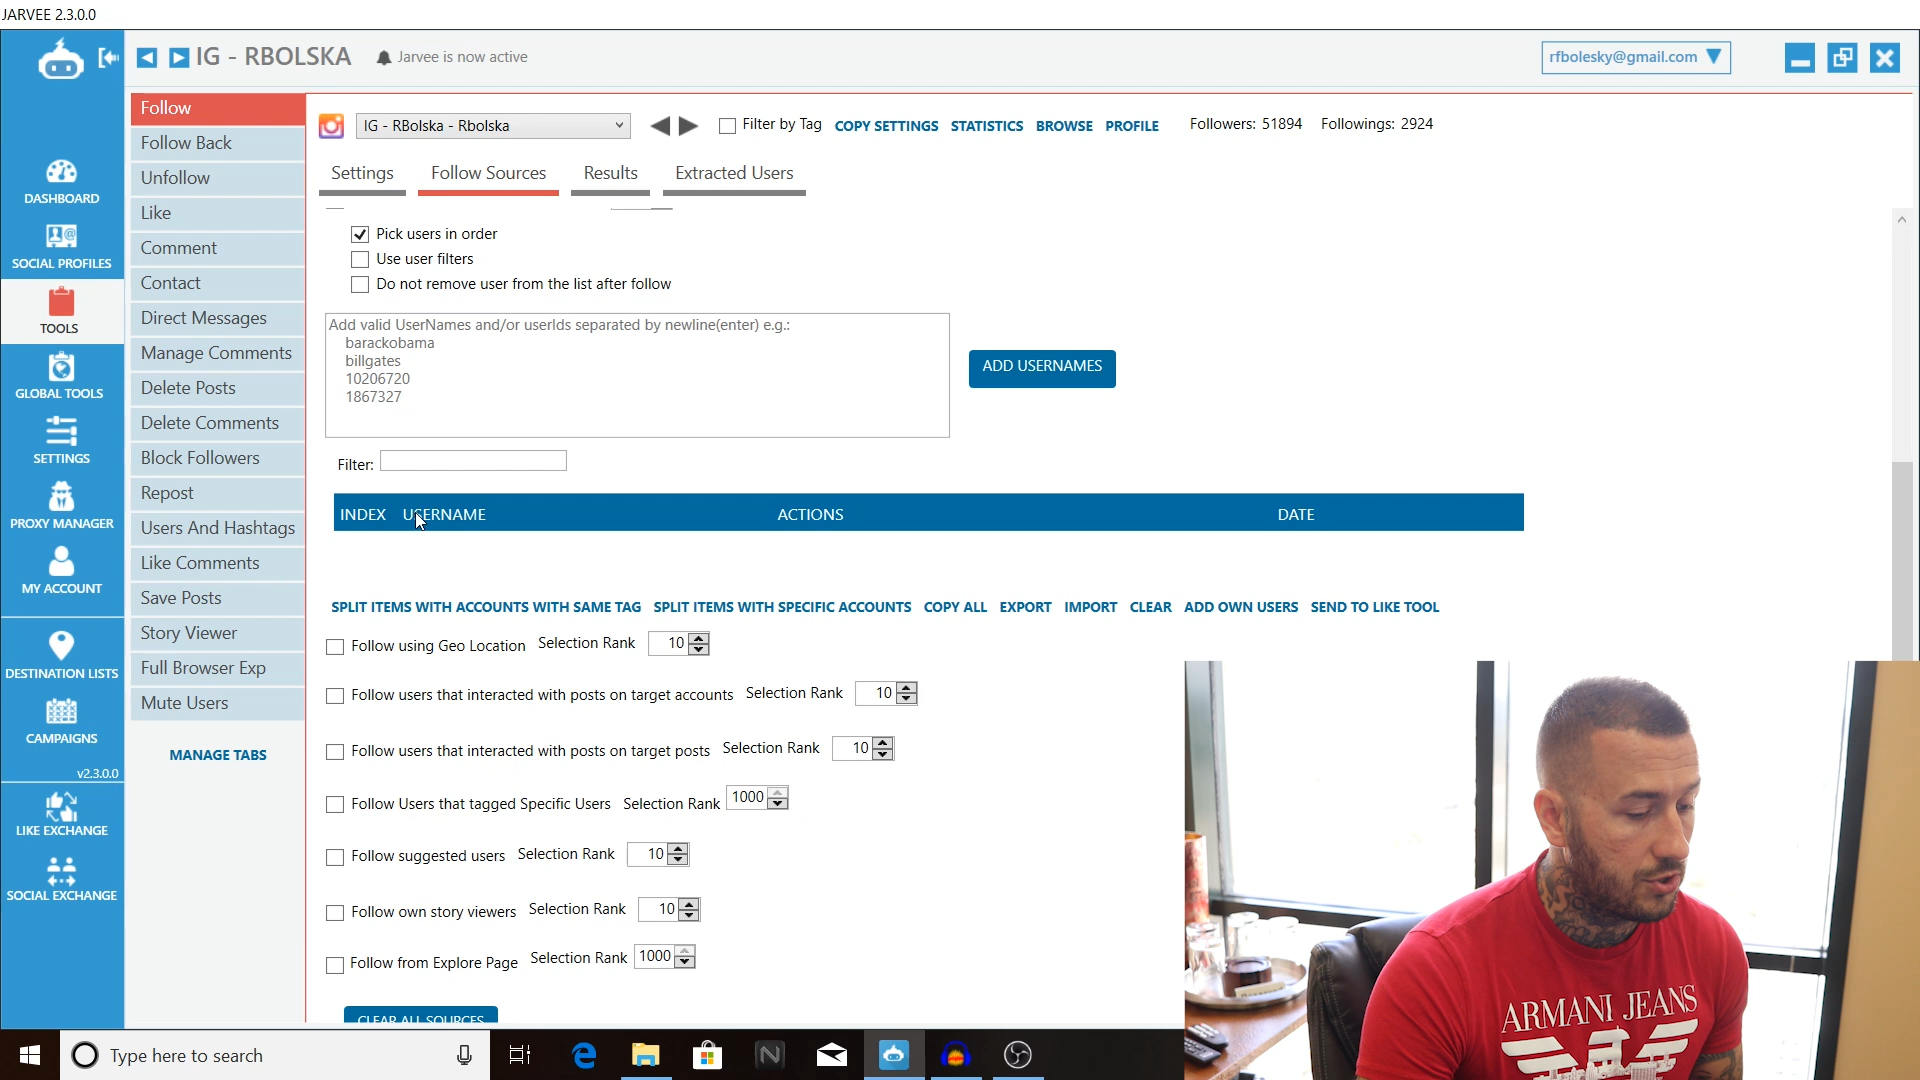 JARVEE 2.3.0.0
IG - RBOLSKA
Jarvee is now active
rfbolesky@gmail.com
DASHBOARD
SOCIAL PROFILES
TOOLS
GLOBAL TOOLS
SETTINGS
PROXY MANAGER
MY ACCOUNT
DESTINATION LISTS
CAMPAIGNS
v2.3.0.0
LIKE EXCHANGE
SOCIAL EXCHANGE
Follow
Follow Back
Unfollow
Like
Comment
Contact
Direct Messages
Manage Comments
Delete Posts
Delete Comments
Block Followers
Repost
Users And Hashtags
Like Comments
Save Posts
Story Viewer
Full Browser Exp
Mute Users
MANAGE TABS
IG - RBolska - Rbolska
Filter by Tag COPY SETTINGS STATISTICS BROWSE PROFILE Followers: 51894 Followings: 2924
Settings Follow Sources Results Extracted Users
Pick users in order
Use user filters
Do not remove user from the list after follow
Add valid UserNames and/or userIds separated by newline(enter) e.g.:
barackobama
billgates
10206720
1867327
ADD USERNAMES
Filter:
INDEX USERNAME ACTIONS DATE
SPLIT ITEMS WITH ACCOUNTS WITH SAME TAG SPLIT ITEMS WITH SPECIFIC ACCOUNTS COPY ALL EXPORT IMPORT CLEAR ADD OWN USERS SEND TO LIKE TOOL
Follow using Geo Location Selection Rank 10
Follow users that interacted with posts on target accounts Selection Rank 10
Follow users that interacted with posts on target posts Selection Rank 10
Follow Users that tagged Specific Users Selection Rank 1000
Follow suggested users Selection Rank 10
Follow own story viewers Selection Rank 10
Follow from Explore Page Selection Rank 1000
CLEAR ALL SOURCES
Type here to search
ARMANI JEANS